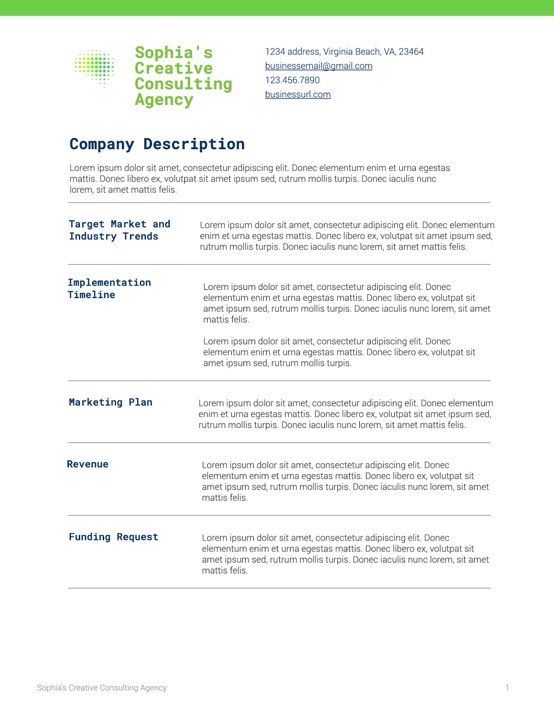 Sophia's
Creative
Consulting
Agency
1234 address, Virginia Beach, VA, 23464
businessemail@gmail.com
123.456.7890
businessurl.com
Company Description
Lorem ipsum dolor sit amet, consectetur adipiscing elit. Donec elementum enim et urna egestas
mattis. Donec libero ex, volutpat sit amet ipsum sed, rutrum mollis turpis. Donec iaculis nunc
lorem, sit amet mattis felis.
Target Market and
Industry Trends
Lorem ipsum dolor sit amet, consectetur adipiscing elit. Donec elementum
enim et urna egestas mattis. Donec libero ex, volutpat sit amet ipsum sed,
rutrum mollis turpis. Donec iaculis nunc lorem, sit amet mattis felis.
Implementation
Timeline
Lorem ipsum dolor sit amet, consectetur adipiscing elit. Donec
elementum enim et urna egestas mattis. Donec libero ex, volutpat sit
amet ipsum sed, rutrum mollis turpis. Donec iaculis nunc lorem, sit amet
mattis felis.
Lorem ipsum dolor sit amet, consectetur adipiscing elit. Donec
elementum enim et urna egestas mattis. Donec libero ex, volutpat sit
amet ipsum sed, rutrum mollis turpis.
Marketing Plan
Lorem ipsum dolor sit amet, consectetur adipiscing elit. Donec elementum
enim et urna egestas mattis. Donec libero ex, volutpat sit amet ipsum sed,
rutrum mollis turpis. Donec iaculis nunc lorem, sit amet mattis felis.
Revenue
Lorem ipsum dolor sit amet, consectetur adipiscing elit. Donec
elementum enim et urna egestas mattis. Donec libero ex, volutpat sit
amet ipsum sed, rutrum mollis turpis. Donec iaculis nunc lorem, sit amet
mattis felis.
Funding Request
Lorem ipsum dolor sit amet, consectetur adipiscing elit. Donec
elementum enim et urna egestas mattis. Donec libero ex, volutpat sit
amet ipsum sed, rutrum mollis turpis. Donec iaculis nunc lorem, sit amet
mattis felis.
Sophia's Creative Consulting Agency
1